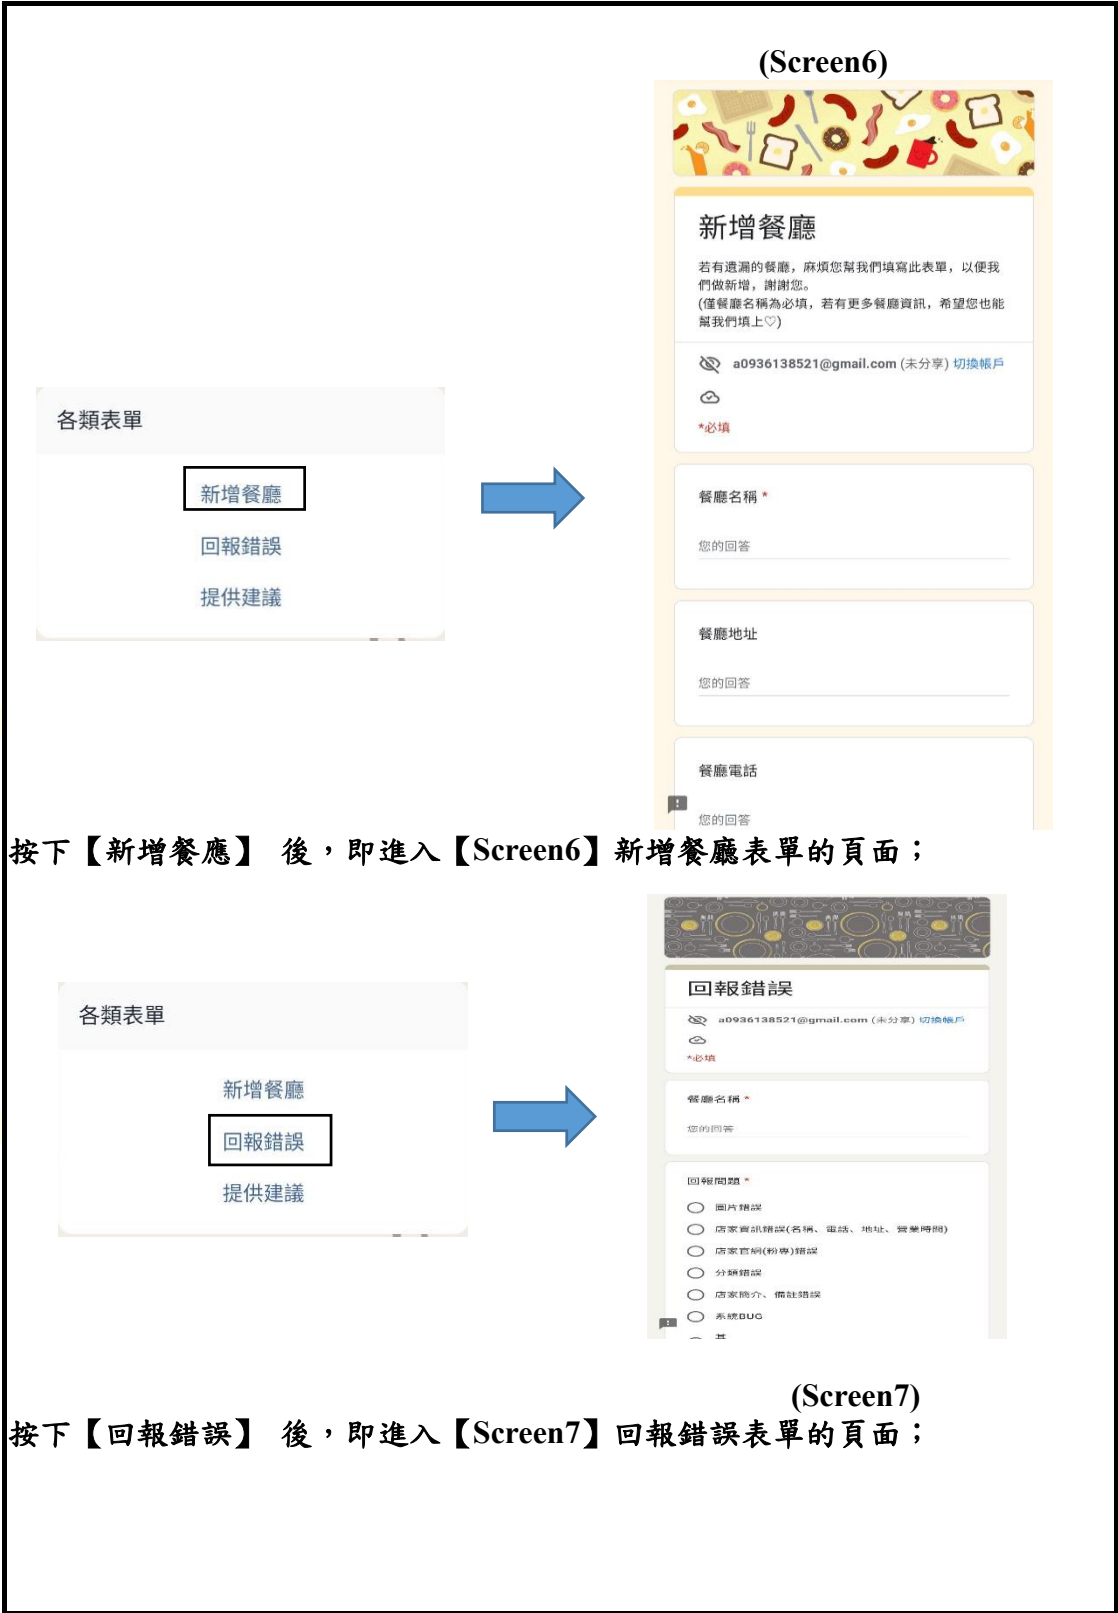 (Screen6)
新增餐廳
若有遺漏的餐廳，麻煩您幫我們填寫此表單，以便我
們做新增，謝謝您。
(僅餐廳名稱為必填，若有更多餐廳資訊，希望您也能
幫我們填上♡)
a0936138521@gmail.com (未分享) 切換帳戶
*必填
餐廳名稱 *
您的回答
餐廳地址
您的回答
餐廳電話
您的回答
各類表單
新增餐廳
回報錯誤
提供建議
按下【新增餐應】 後，即進入【Screen6】新增餐廳表單的頁面；
各類表單
新增餐廳
回報錯誤
提供建議
回報錯誤
a0936138521@gmail.com (未分享) 切換帳戶
*必填
餐廳名稱 *
您的回答
回報問題 *
圖片錯誤
店家資訊錯誤(名稱、電話、地址、營業時間)
店家官網(粉專)錯誤
分類錯誤
店家簡介、備註錯誤
系統BUG
(Screen7)
按下【回報錯誤】 後，即進入【Screen7】回報錯誤表單的頁面；